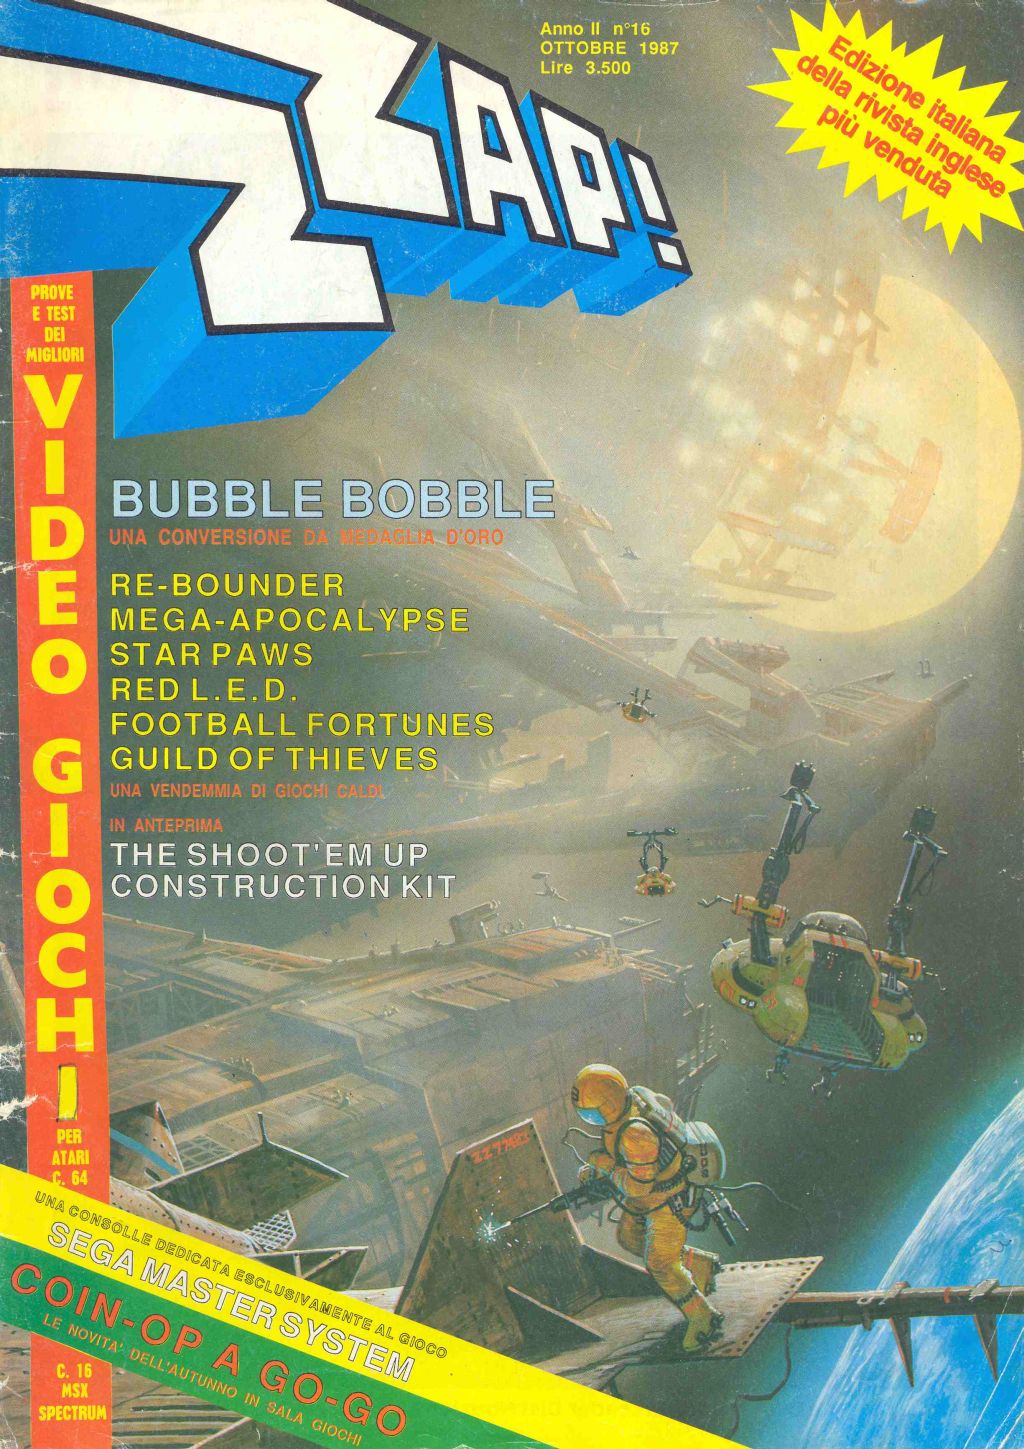 Anno II n°16
OTTOBRE 1987
Lire 3.500
Edizione italiana
della rivista inglese
più venduta
ZZAP!
PROVE
E TEST
DEI
MIGLIORI
VIDEO GIOCHI
PER
ATARI
C. 64
C. 16
MSX
SPECTRUM
BUBBLE BOBBLE
UNA CONVERSIONE DA MEDAGLIA D'ORO
RE-BOUNDER
MEGA-APOCALYPSE
STAR PAWS
RED L.E.D.
FOOTBALL FORTUNES
GUILD OF THIEVES
UNA VENDEMMIA DI GIOCHI CALDI
IN ANTEPRIMA
THE SHOOT'EM UP
CONSTRUCTION KIT
UNA CONSOLLE DEDICATA ESCLUSIVAMENTE AL GIOCO
SEGA MASTER SYSTEM
COIN-OP A GO-GO
LE NOVITA' DELL'AUTUNNO IN SALA GIOCHI